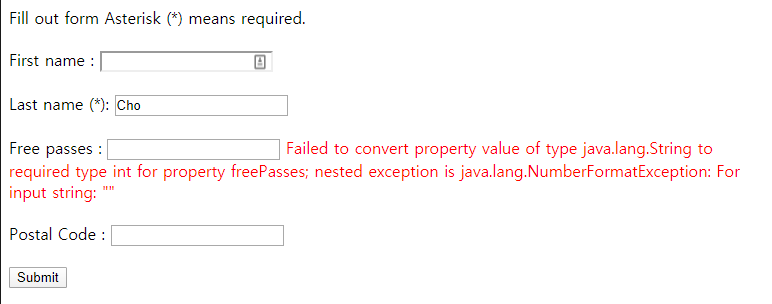 Fill out form Asterisk (*) means required.
First name :
Last name (*): Cho
Free passes : Failed to convert property value of type java.lang.String to
required type int for property freePasses; nested exception is java.lang.NumberFormatException: For
input string: ""
Postal Code :
Submit